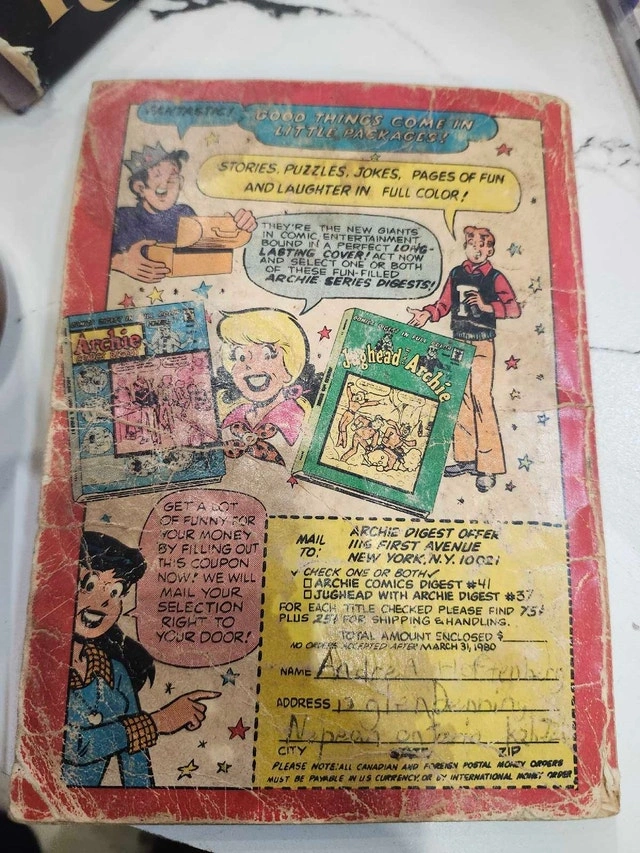 FANTASTIC!
GOOD THINGS COME IN
LITTLE PACKAGES!
STORIES, PUZZLES, JOKES, PAGES OF FUN
AND LAUGHTER IN FULL COLOR!
THEY'RE THE NEW GIANTS
IN COMIC ENTERTAINMENT
BOUND IN A PERFECT LONG-
LASTING COVER! ACT NOW
AND SELECT ONE OR BOTH
OF THESE FUN-FILLED
ARCHIE SERIES DIGESTS!
Archie
Jughead Archie
GET A LOT
OF FUNNY FOR
YOUR MONEY
BY FILLING OUT
THIS COUPON
NOW! WE WILL
MAIL YOUR
SELECTION
RIGHT TO
YOUR DOOR!
MAIL TO:
ARCHIE DIGEST OFFER
1116 FIRST AVENUE
NEW YORK, N.Y. 10021
✓ CHECK ONE OR BOTH ✓
☐ ARCHIE COMICS DIGEST #41
☐ JUGHEAD WITH ARCHIE DIGEST #37
FOR EACH TITLE CHECKED PLEASE FIND 75¢
PLUS 25¢ FOR SHIPPING & HANDLING.
TOTAL AMOUNT ENCLOSED $
NO ORDERS ACCEPTED AFTER MARCH 31, 1980
NAME Andrea
ADDRESS
Nepean ontario
CITY ZIP
PLEASE NOTE: ALL CANADIAN AND FOREIGN POSTAL MONEY ORDERS
MUST BE PAYABLE IN U.S CURRENCY, OR BY INTERNATIONAL MONEY ORDER